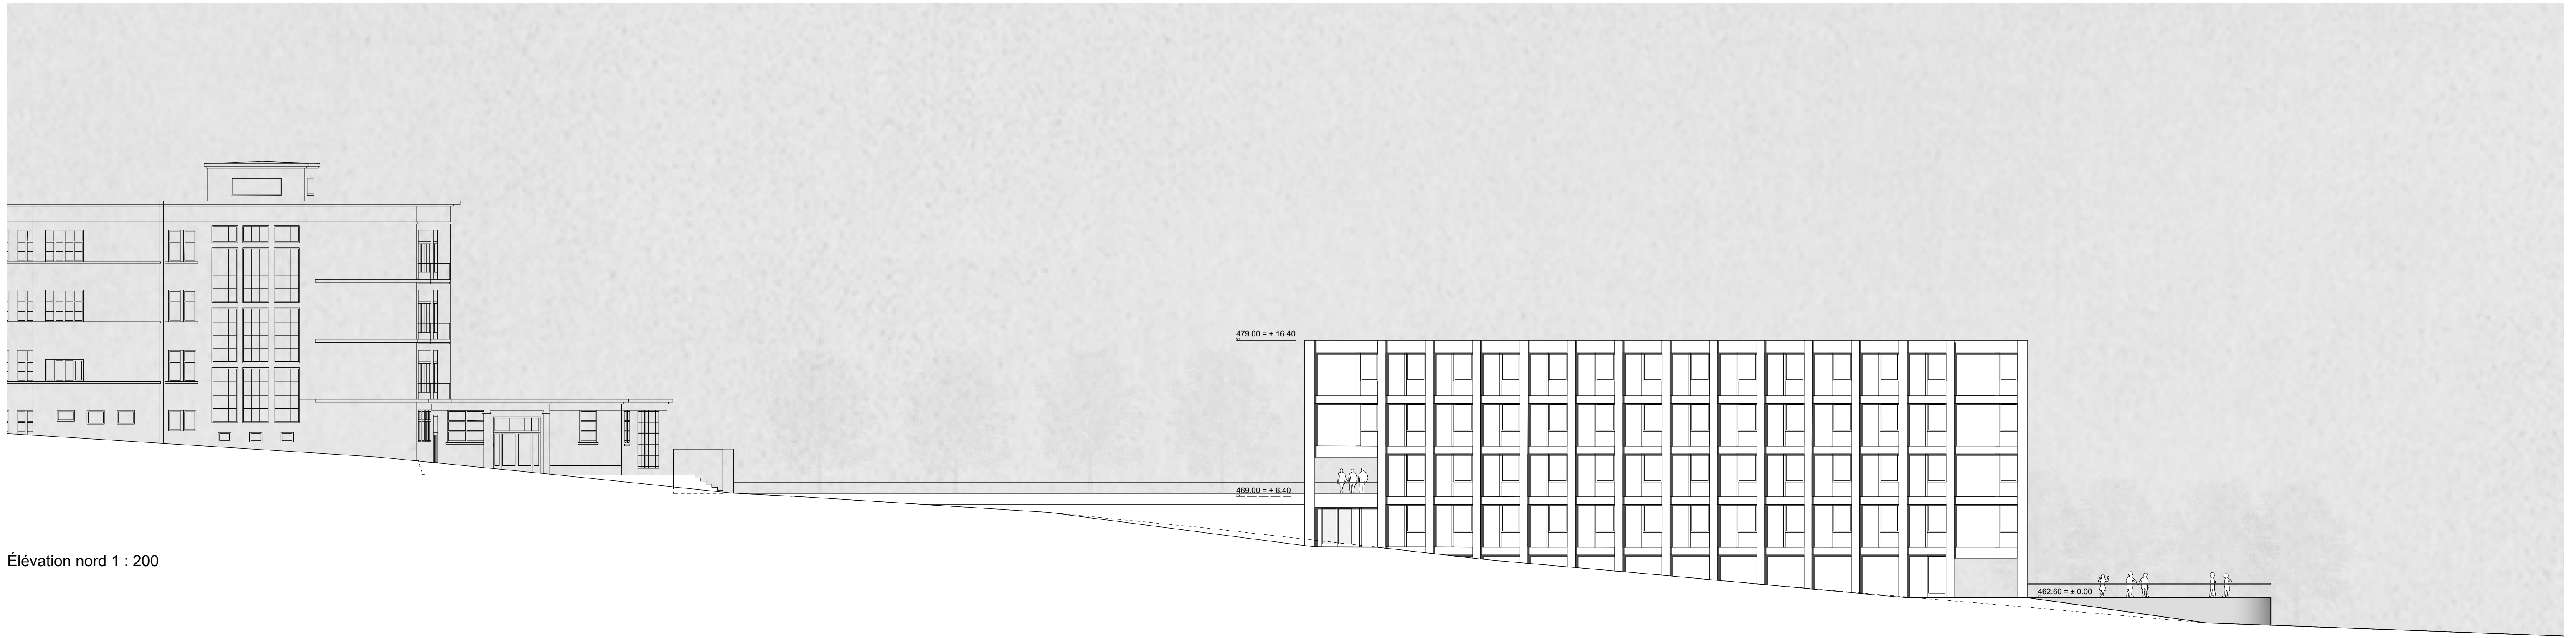 479.00 = + 16.40
469.00 = + 6.40
Élévation nord 1 : 200
462.60 = ± 0.00